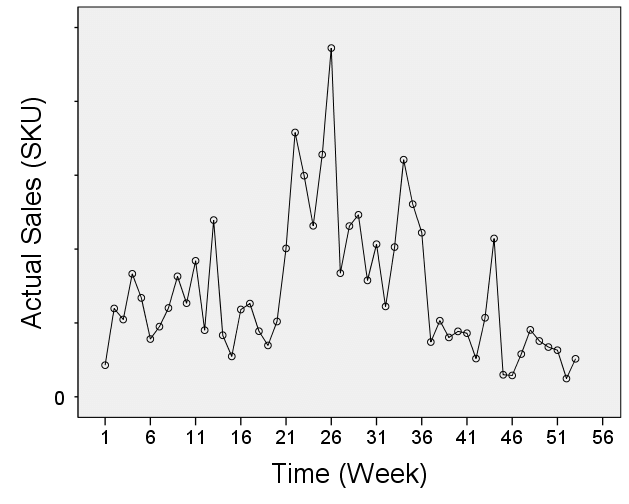 Actual Sales (SKU)
0
1 6 11 16 21 26 31 36 41 46 51 56
Time (Week)